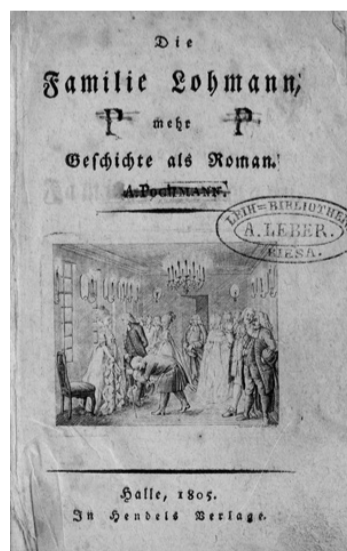 Die
Familie Lohmann,
P mehr P
Geschichte als Roman.
A. POCHMANN.
LEIH=BIBLIOTHEK
A. LEBER.
RIESA.
Halle, 1805.
In Hendels Verlage.